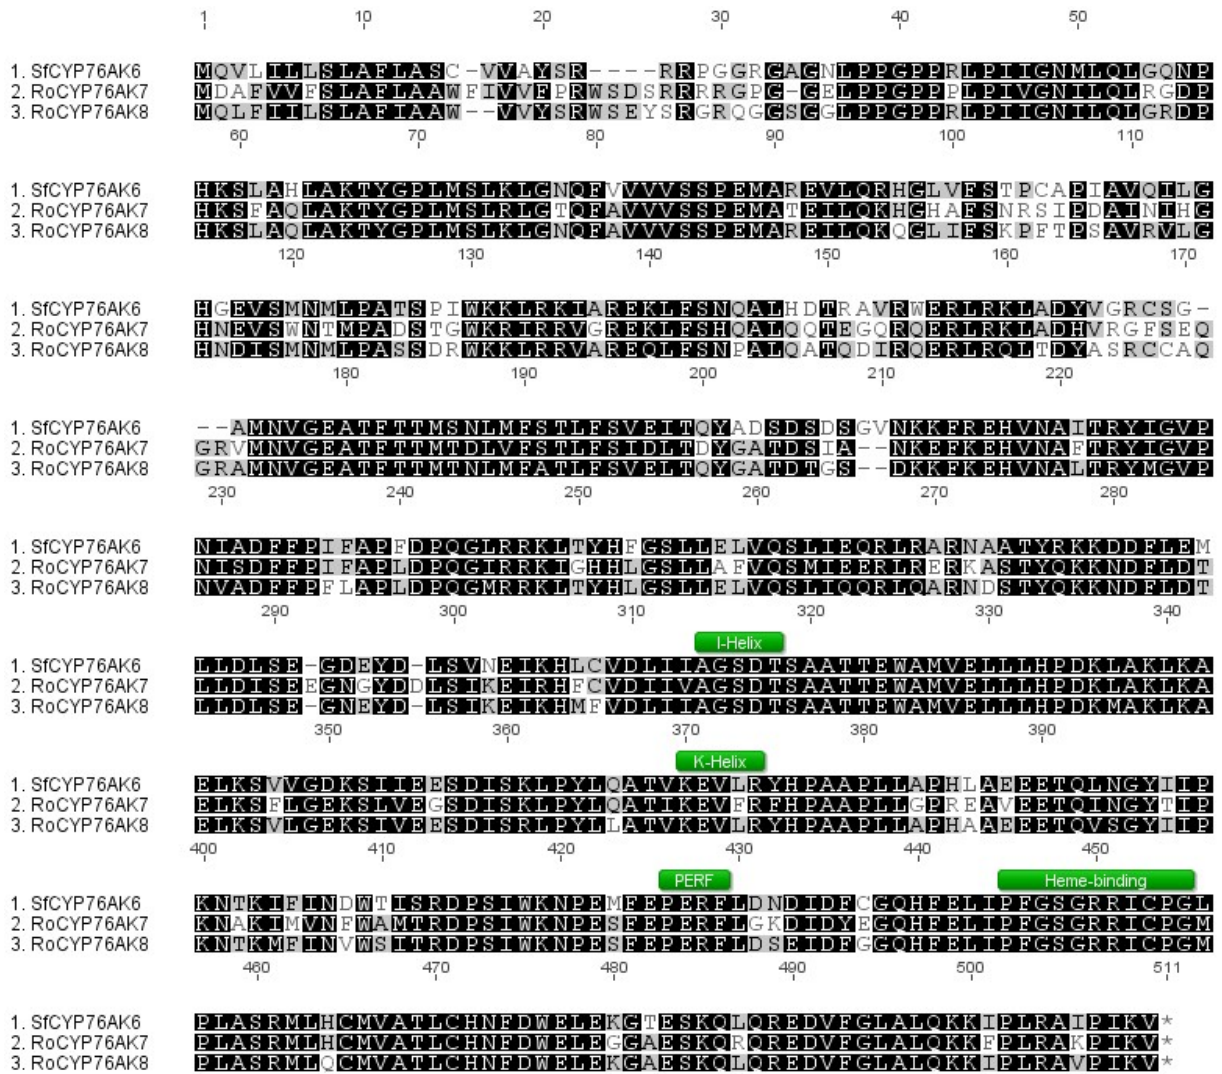 1 10 20 30 40 50
1. SfCYP76AK6 MQVLILLSLAFLASC-VVAYSR----RRPGGRGAGNLPPGPPRLPIIGNMLQLGQNP
2. RoCYP76AK7 MDAFVVFSLAFLAAWFIVVFPRWSDSRRRRGPG-GELPPGPPPLPIVGNILQLRGDP
3. RoCYP76AK8 MQLFIIFSLAFIAAW--VVYSRWSEYSRGRQGGSGGLPPGPPRLPIIGNILQLGRDP
60 70 80 90 100 110
1. SfCYP76AK6 HKSLAHLAKTYGPLMSLKLGNQFVVVVSSPEMAREVLQRHGLVFSTPCAPIAVQILG
2. RoCYP76AK7 HKSFAQLAKTYGPLMSLRLGTQFAVVVSSPEMATEILQKHGHAFSNRSIPDAINIHG
3. RoCYP76AK8 HKSLAQLAKTYGPLMSLKLGNQFAVVVSSPEMAREILQKQGLIFSKPFTPSAVRVLG
120 130 140 150 160 170
1. SfCYP76AK6 HGEVSMNMLPATSPIWKKLRKIAREKLFSNQALHDTRAVRWERLRKLADYVGRCSG-
2. RoCYP76AK7 HNEVSWNTMPADSTGWKRIRRVGREKLFSHQALQQTEGQRQERLRKLADHVRGFSEQ
3. RoCYP76AK8 HNDISMNMLPASSDRWKKLRRVAREQLFSNPALQATQDIRQERLRQLTDYASRCCAQ
180 190 200 210 220
1. SfCYP76AK6 --AMNVGEATFTTMSNLMFSTLFSVEITQYADSDSDSGVNKKFREHVNAITRYIGVP
2. RoCYP76AK7 GRVMNVGEATFTTMTDLVFSTLFSIDLTDYGATDSIA--NKEFKEHVNAFTRYIGVP
3. RoCYP76AK8 GRAMNVGEATFTTMTNLMFATLFSVELTQYGATDTGS--DKKFKEHVNALTRYMGVP
230 240 250 260 270 280
1. SfCYP76AK6 NIADFFPIFAPFDPQGLRRKLTYHFGSLLELVQSLIEQRLRARNAATYRKKDDFLEM
2. RoCYP76AK7 NISDFFPIFAPLDPQGIRRKIGHHLGSLLAFVQSMIEERLRERKASTYQKKNDFLDT
3. RoCYP76AK8 NVADFFPFLAPLDPQGMRRKLTYHLGSLLELVQSLIQQRLQARNDSTYQKKNDFLDT
290 300 310 320 330 340
I-Helix
1. SfCYP76AK6 LLDLSE-GDEYD-LSVNEIKHLCVDLIIAGSDTSAATTEWAMVELLLHPDKLAKLKA
2. RoCYP76AK7 LLDISEEGNGYDDLSIKEIRHFCVDIIVAGSDTSAATTEWAMVELLLHPDKLAKLKA
3. RoCYP76AK8 LLDLSE-GNEYD-LSIKEIKHMFVDLIIAGSDTSAATTEWAMVELLLHPDKMAKLKA
350 360 370 380 390
K-Helix
1. SfCYP76AK6 ELKSVVGDKSIIEESDISKLPYLQATVKEVLRYHPAAPLLAPHLAEEETQLNGYIIP
2. RoCYP76AK7 ELKSFLGEKSLVEGSDISKLPYLQATIKEVFRFHPAAPLLGPREAVEETQINGYTIP
3. RoCYP76AK8 ELKSVLGEKSIVEESDISRLPYLLATVKEVLRYHPAAPLLAPHAAEEETQVSGYIIP
400 410 420 430 440 450
PERF Heme-binding
1. SfCYP76AK6 KNTKIFINDWTISRDPSIWKNPEMFEPERFLDNDIDFCGQHFELIPFGSGRRICPGL
2. RoCYP76AK7 KNAKIMVNFWAMTRDPSIWKNPESFEPERFLGKDIDYEGQHFELIPFGSGRRICPGM
3. RoCYP76AK8 KNTKMFINVWSITRDPSIWKNPESFEPERFLDSEIDFGGQHFELIPFGSGRRICPGM
460 470 480 490 500 511
1. SfCYP76AK6 PLASRMLHCMVATLCHNFDWELEKGTESKQLQREDVFGLALQKKIPLRAIPIKV*
2. RoCYP76AK7 PLASRMLHCMVATLCHNFDWELEGGAESKQRQREDVFGLALQKKFPLRAKPIKV*
3. RoCYP76AK8 PLASRMLQCMVATLCHNFDWELEKGAESKQLQREDVFGLALQKKIPLRAVPIKV*